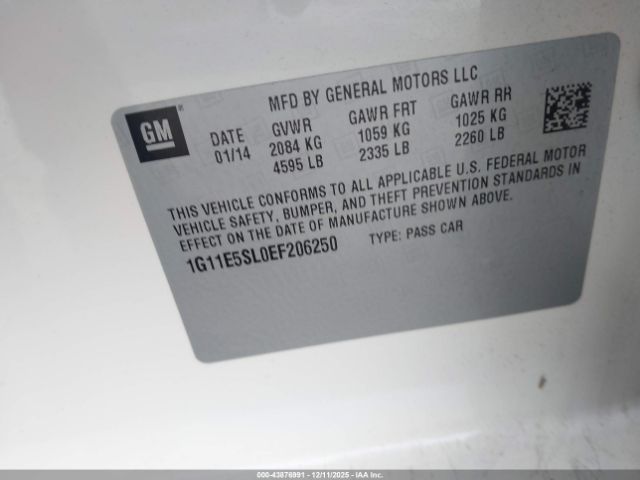 MFD BY GENERAL MOTORS LLC
GM
DATE GVWR GAWR FRT GAWR RR
01/14 2084 KG 1059 KG 1025 KG
4595 LB 2335 LB 2260 LB
THIS VEHICLE CONFORMS TO ALL APPLICABLE U.S. FEDERAL MOTOR
VEHICLE SAFETY, BUMPER, AND THEFT PREVENTION STANDARDS IN
EFFECT ON THE DATE OF MANUFACTURE SHOWN ABOVE.
1G11E5SL0EF206250 TYPE: PASS CAR
000-43876991 - 12/11/2025 - IAA, Inc.